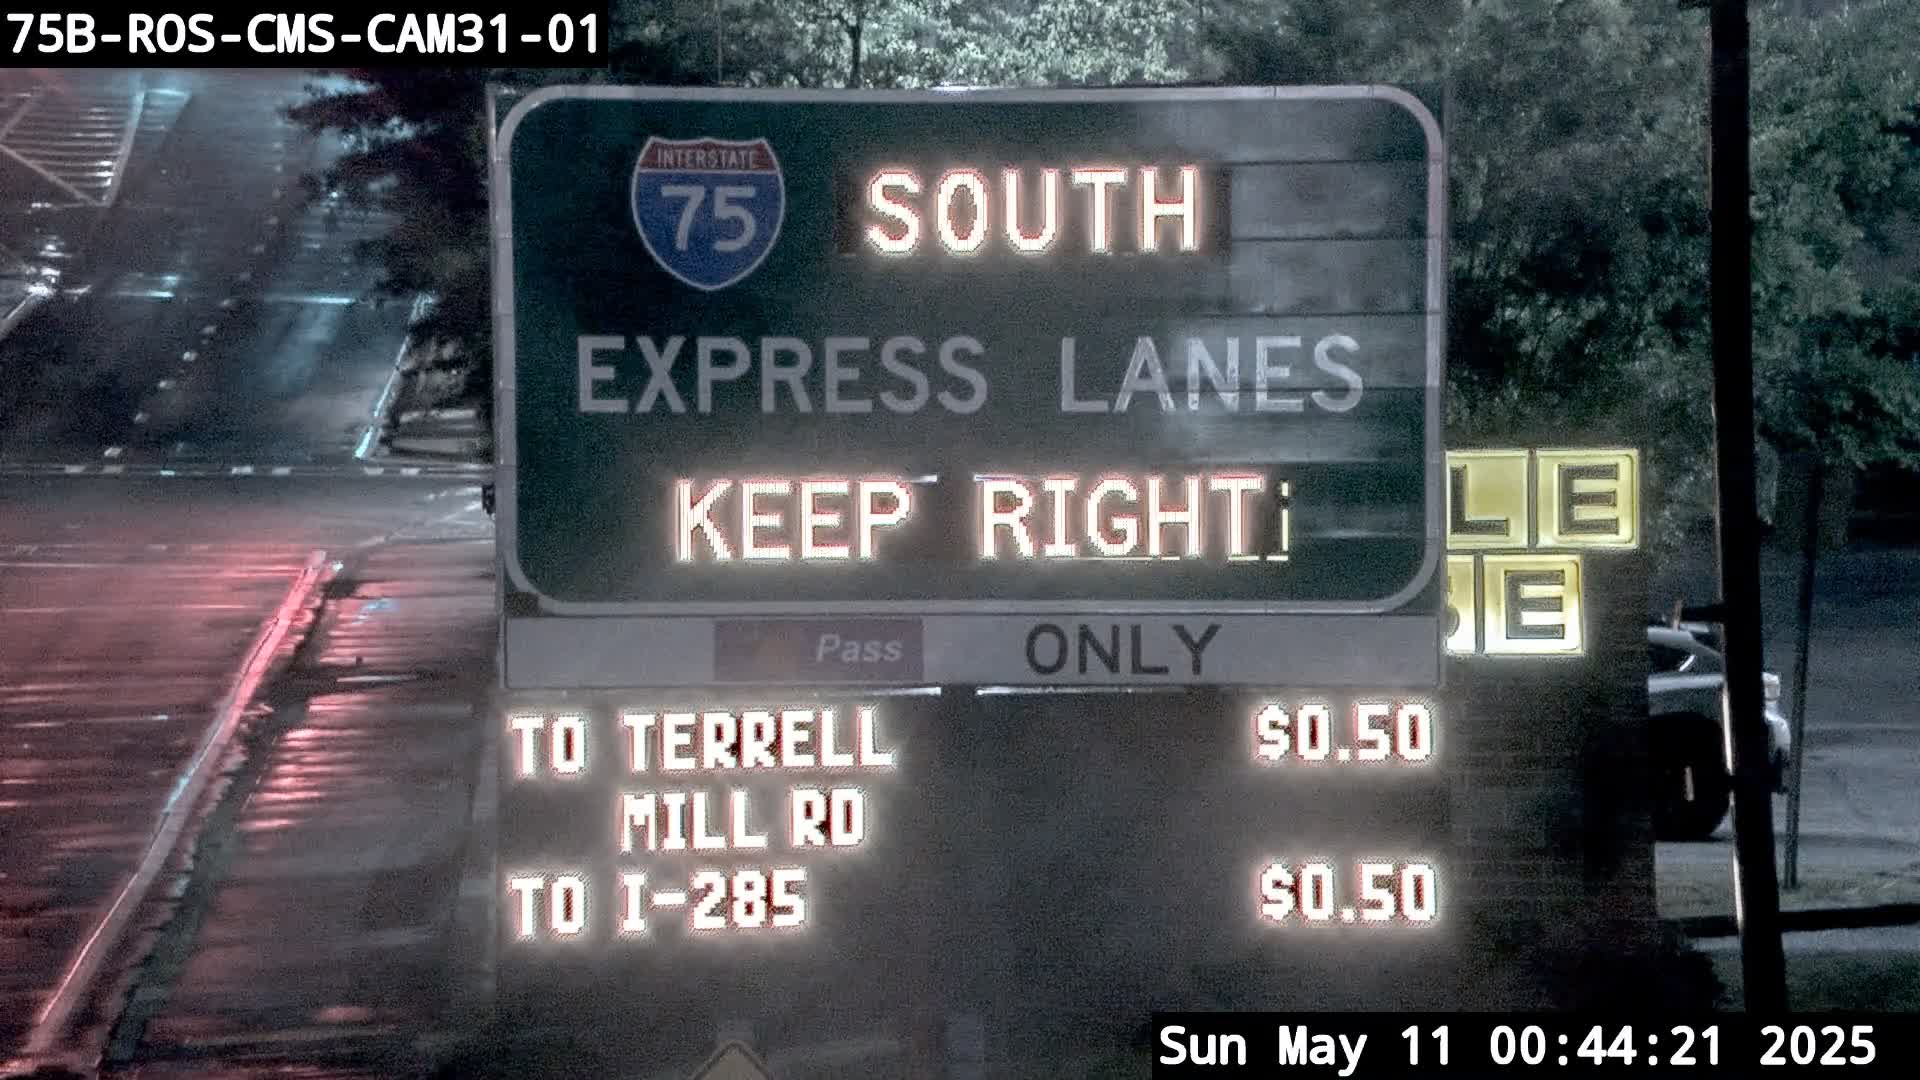 75B-ROS-CMS-CAM31-01
INTERSTATE
75
SOUTH
EXPRESS LANES
KEEP RIGHT
Pass ONLY
TO TERRELL $0.50
MILL RD
TO I-285 $0.50
LE
E
Sun May 11 00:44:21 2025